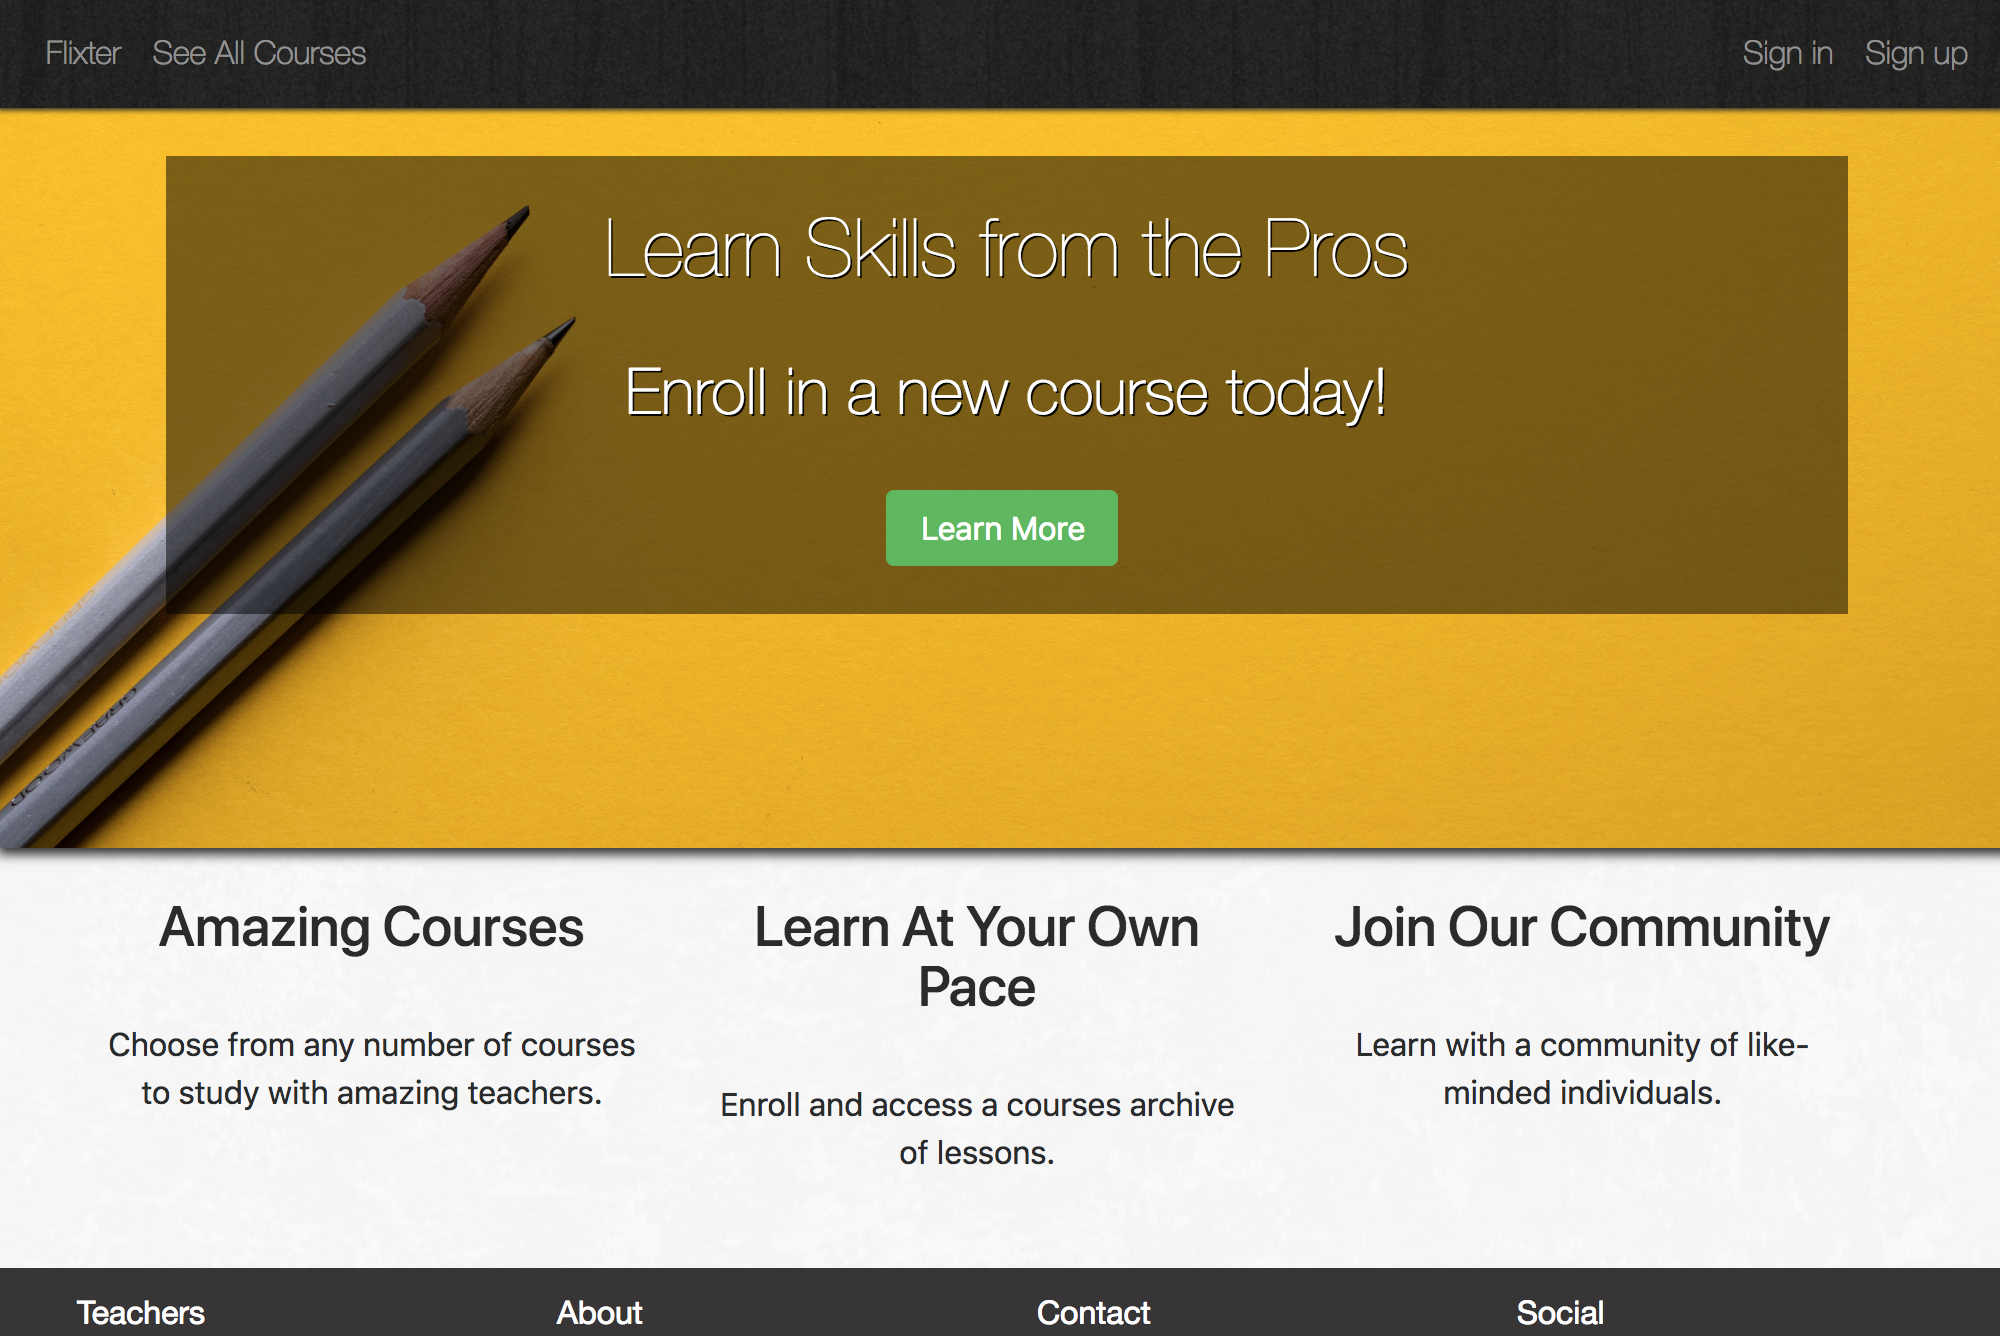 Flixter See All Courses Sign in Sign up
Learn Skills from the Pros
Enroll in a new course today!
Learn More
GREYWOOD
Amazing Courses
Choose from any number of courses
to study with amazing teachers.
Learn At Your Own
Pace
Enroll and access a courses archive
of lessons.
Join Our Community
Learn with a community of like-
minded individuals.
Teachers About Contact Social